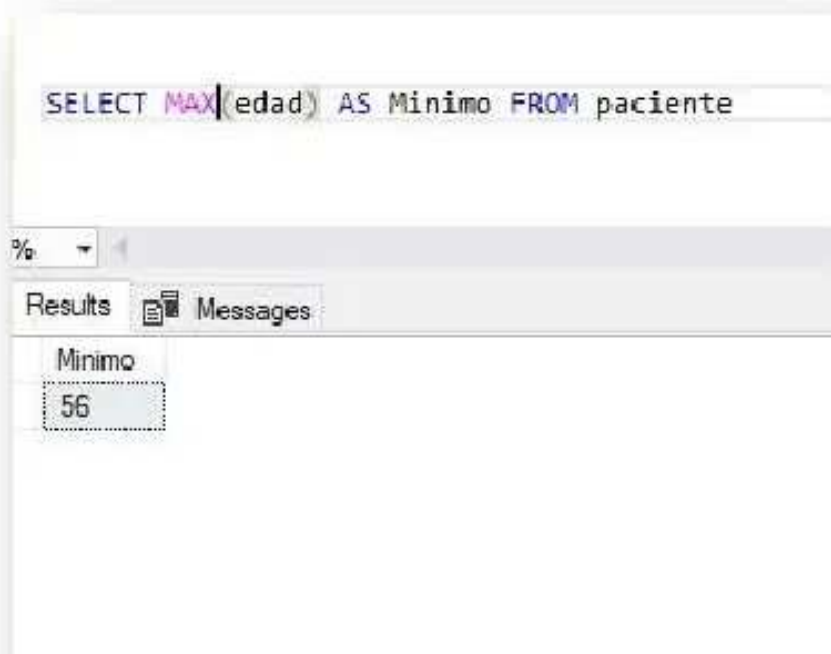 SELECT MAX(edad) AS Minimo FROM paciente
%
Results Messages
Minimo
56